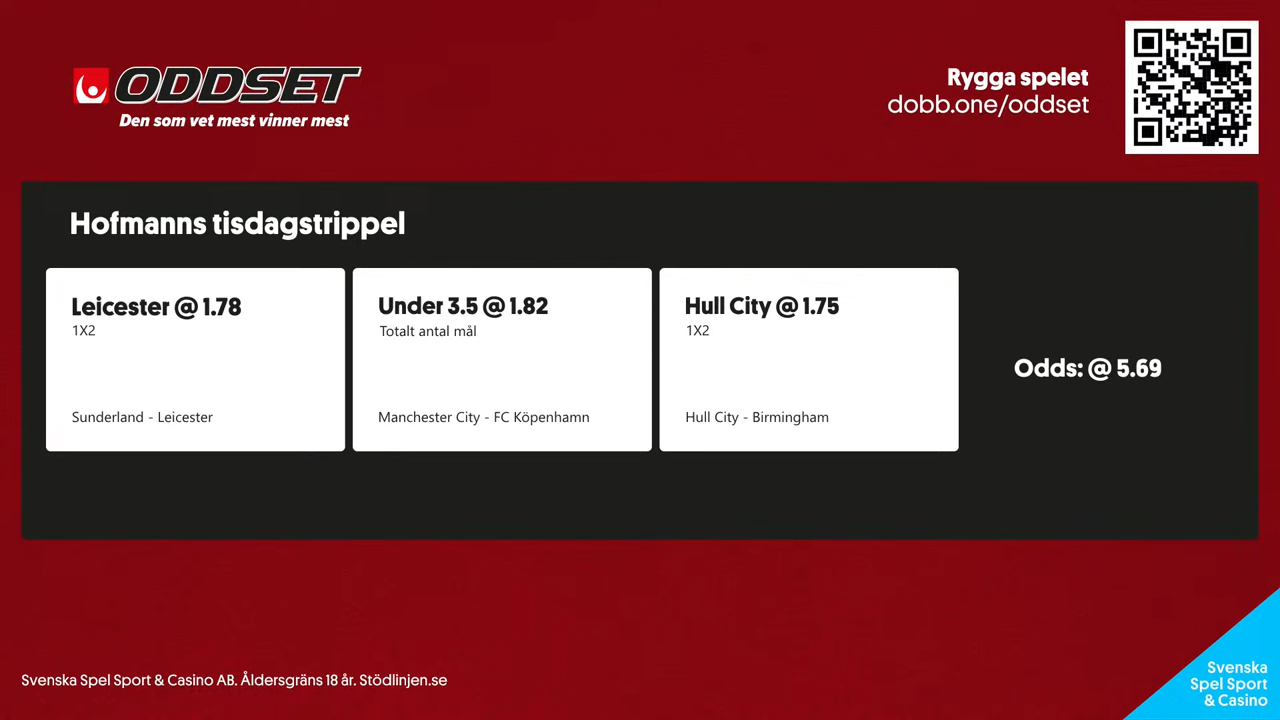 ODDSET
Den som vet mest vinner mest
Rygga spelet
dobb.one/oddset
Hofmanns tisdagstrippel
Leicester @ 1.78
1X2
Sunderland - Leicester
Under 3.5 @ 1.82
Totalt antal mål
Manchester City - FC Köpenhamn
Hull City @ 1.75
1X2
Hull City - Birmingham
Odds: @ 5.69
Svenska Spel Sport & Casino AB. Åldersgräns 18 år. Stödlinjen.se
Svenska
Spel Sport
& Casino